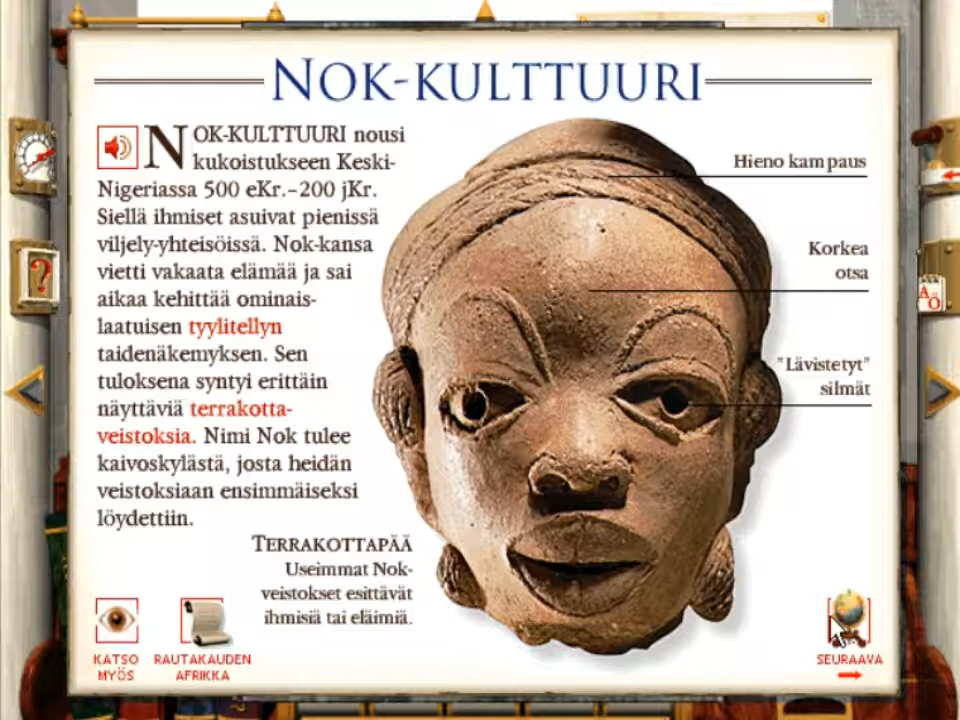 NOK-KULTTUURI
NOK-KULTTUURI nousi
kukoistukseen Keski-
Nigeriassa 500 eKr.–200 jKr.
Siellä ihmiset asuivat pienissä
viljely-yhteisöissä. Nok-kansa
vietti vakaata elämää ja sai
aikaa kehittää ominais-
laatuisen tyylitellyn
taidenäkemyksen. Sen
tuloksena syntyi erittäin
näyttäviä terrakotta-
veistoksia. Nimi Nok tulee
kaivoskylästä, josta heidän
veistoksiaan ensimmäiseksi
löydettiin.
Hieno kampaus
Korkea
otsa
"Lävistetyt"
silmät
TERRAKOTTAPÄÄ
Useimmat Nok-
veistokset esittävät
ihmisiä tai eläimiä.
KATSO
MYÖS
RAUTAKAUDEN
AFRIKKA
SEURAAVA
?
A
Ö